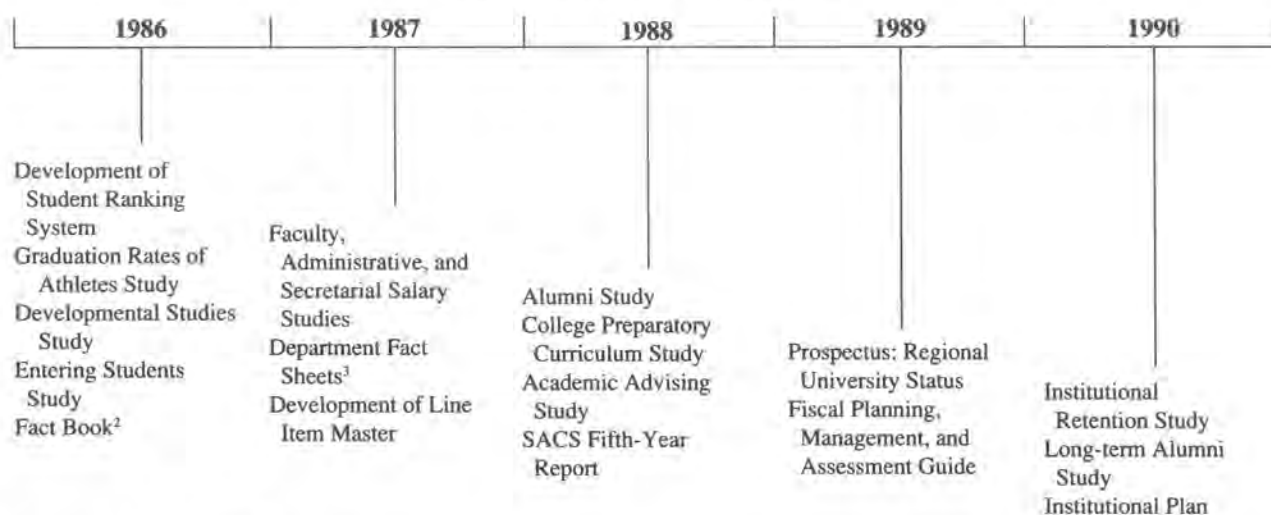 1986
1987
1988
1989
1990
Development of
Student Ranking
System
Graduation Rates of
Athletes Study
Developmental Studies
Study
Entering Students
Study
Fact Book²
Faculty,
Administrative, and
Secretarial Salary
Studies
Department Fact
Sheets³
Development of Line
Item Master
Alumni Study
College Preparatory
Curriculum Study
Academic Advising
Study
SACS Fifth-Year
Report
Prospectus: Regional
University Status
Fiscal Planning,
Management, and
Assessment Guide
Institutional
Retention Study
Long-term Alumni
Study
Institutional Plan